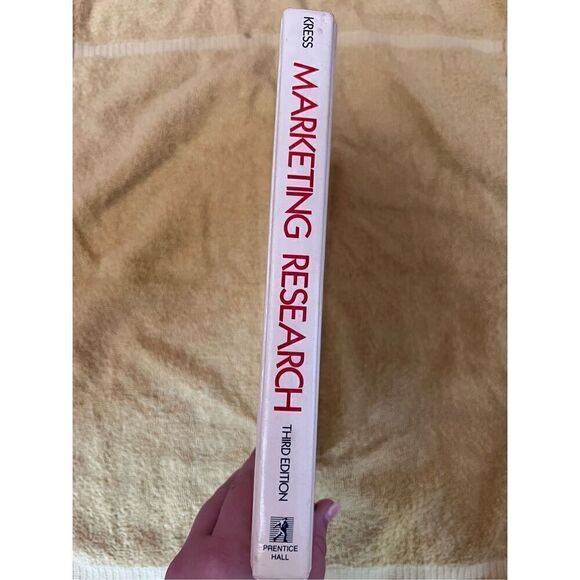 KRESS
MARKETING RESEARCH
THIRD EDITION
PRENTICE
HALL